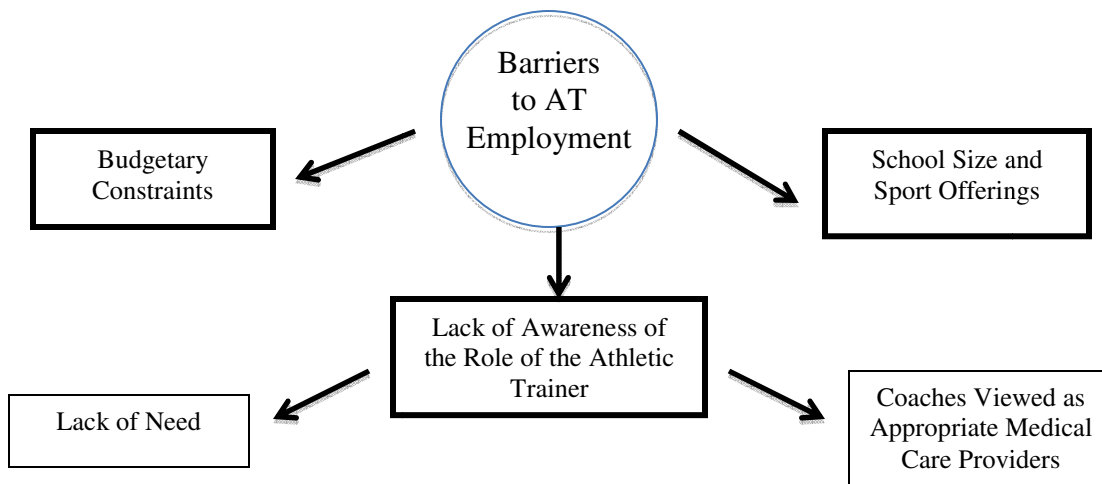 Barriers
to AT
Employment
Budgetary
Constraints
School Size and
Sport Offerings
Lack of Awareness of
the Role of the Athletic
Trainer
Lack of Need
Coaches Viewed as
Appropriate Medical
Care Providers